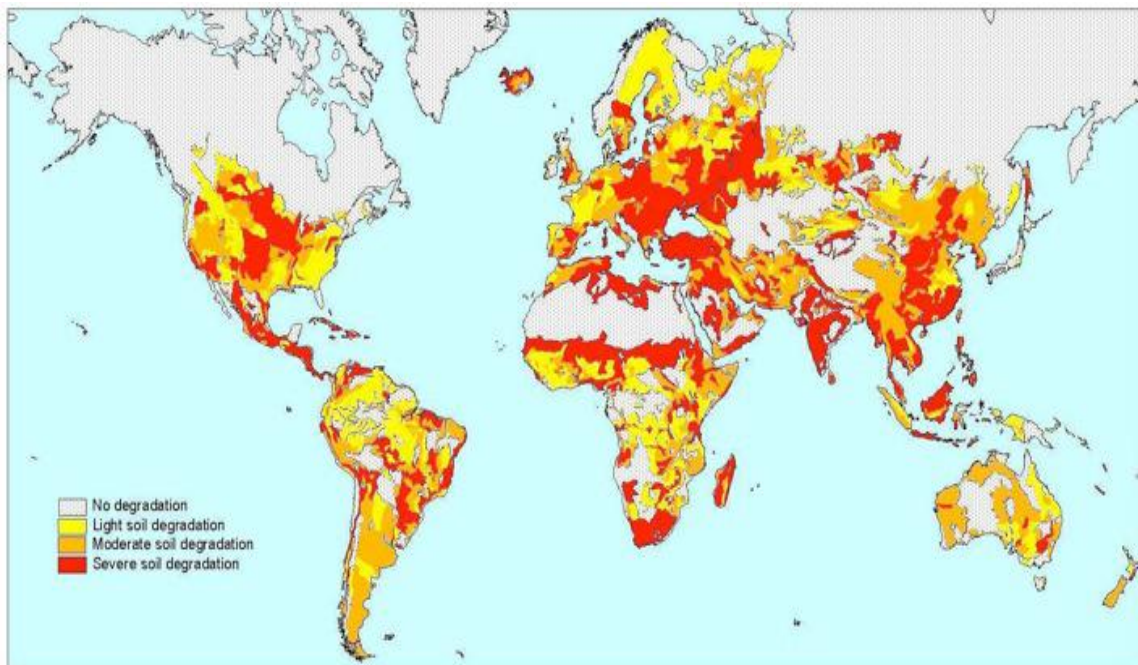 No degradation
Light soil degradation
Moderate soil degradation
Severe soil degradation